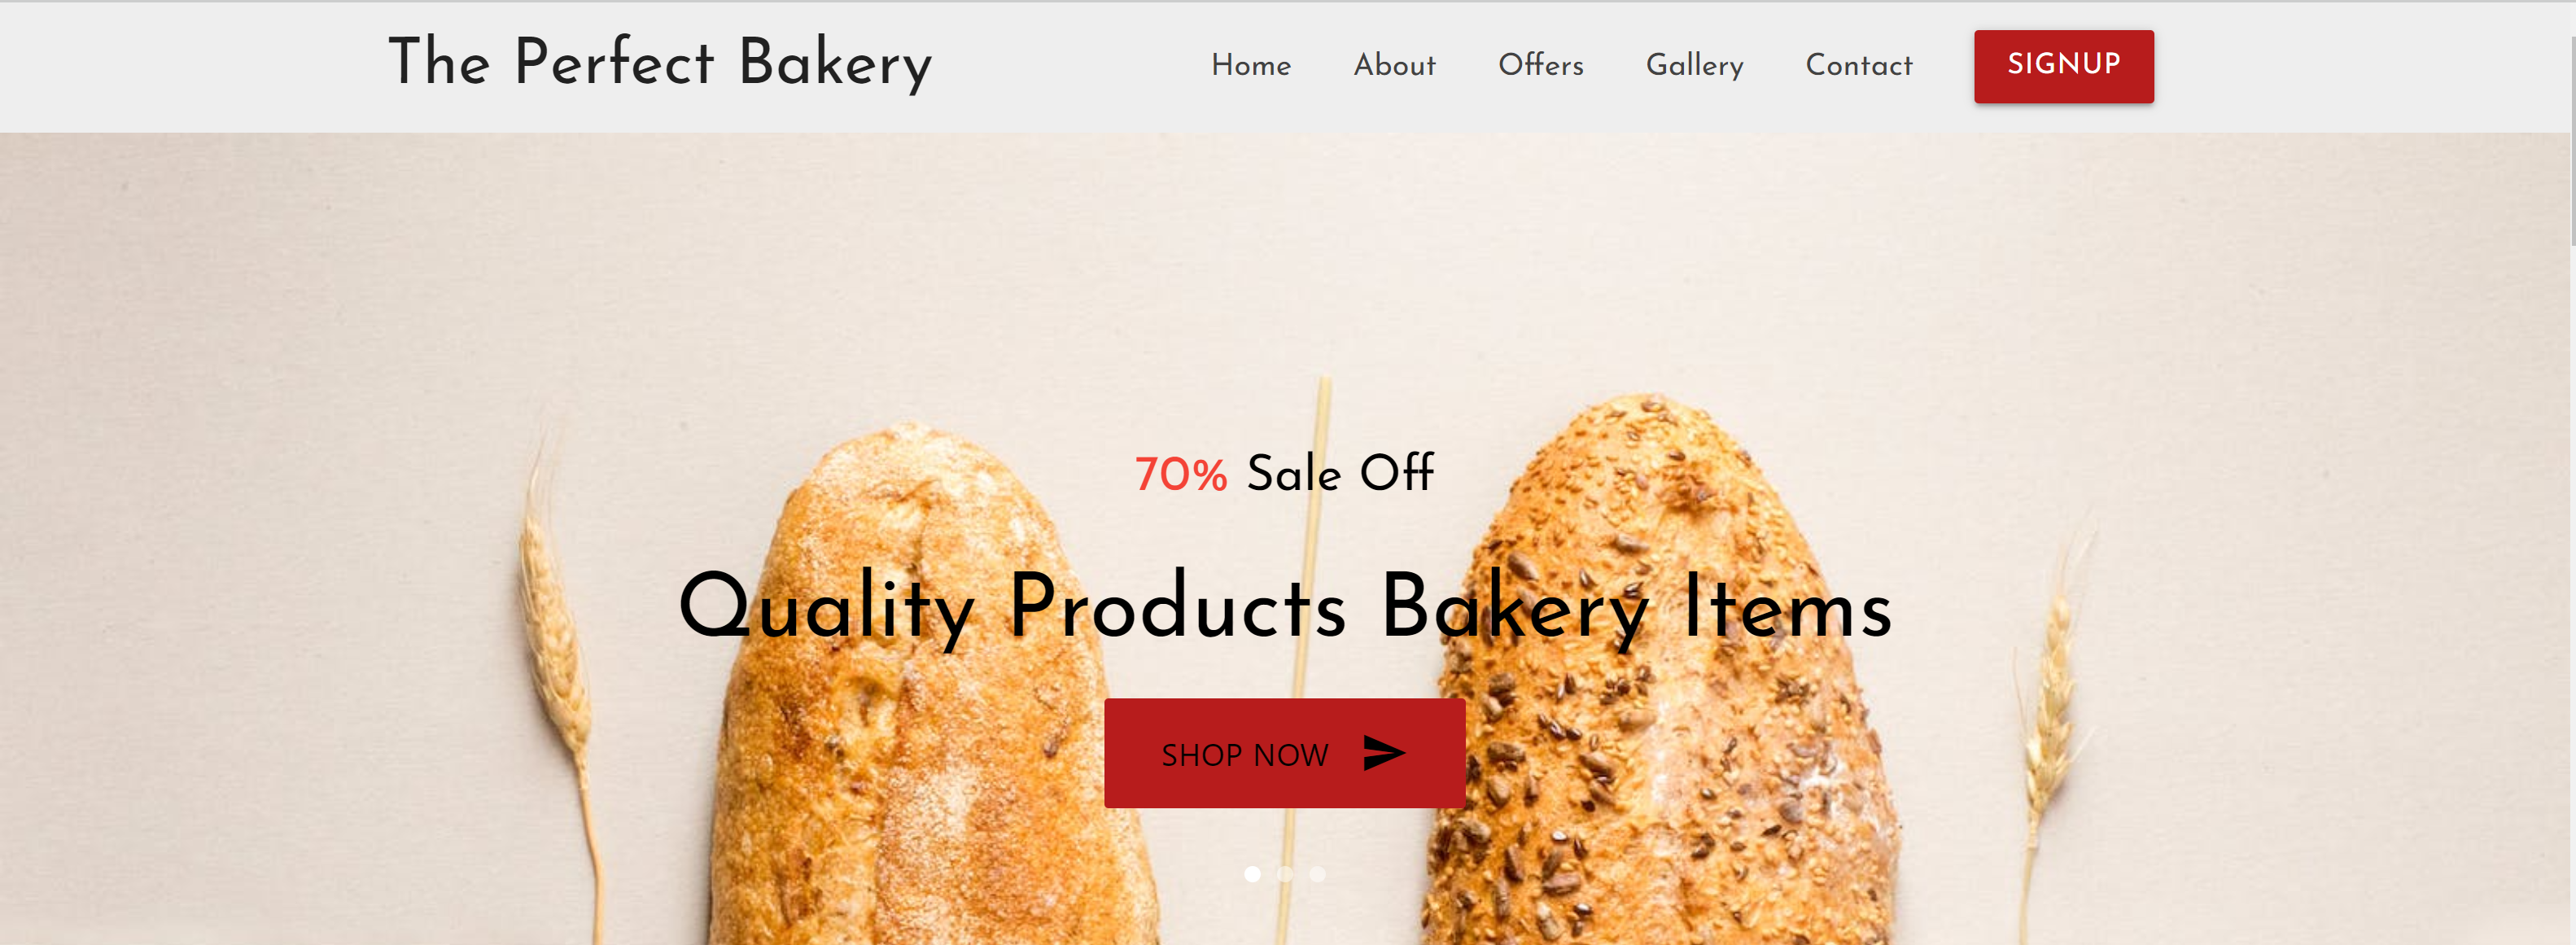 The Perfect Bakery
Home About Offers Gallery Contact SIGNUP
70% Sale Off
Quality Products Bakery Items
SHOP NOW